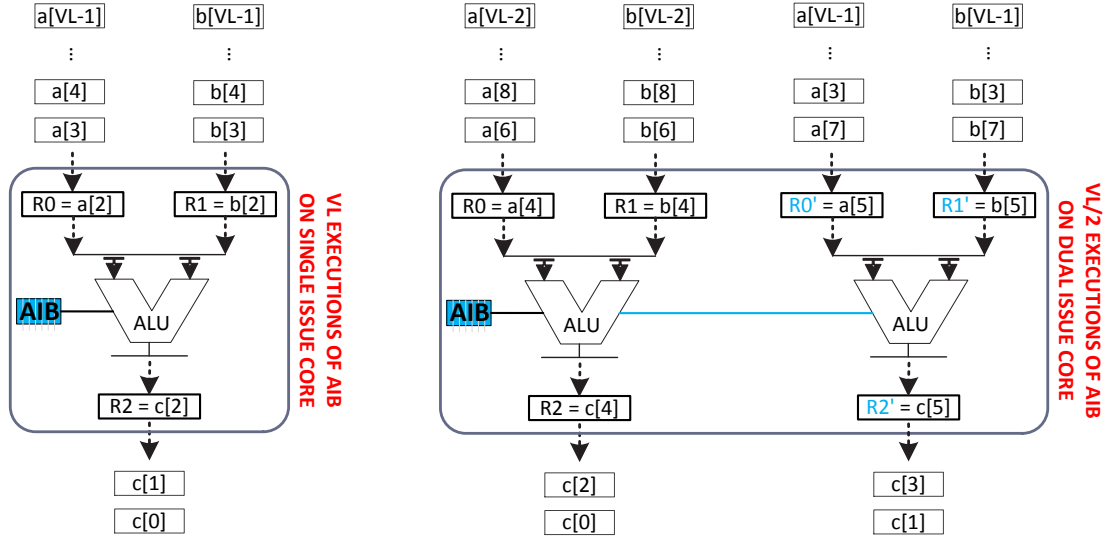 a[VL-1] b[VL-1]
...
...
a[4] b[4]
a[3] b[3]
R0 = a[2] R1 = b[2]
AIB
ALU
R2 = c[2]
c[1]
c[0]
VL EXECUTIONS OF AIB
ON SINGLE ISSUE CORE
a[VL-2] b[VL-2] a[VL-1] b[VL-1]
...
...
...
...
a[8] b[8] a[3] b[3]
a[6] b[6] a[7] b[7]
R0 = a[4] R1 = b[4] R0' = a[5] R1' = b[5]
AIB
ALU ALU
R2 = c[4] R2' = c[5]
c[2] c[3]
c[0] c[1]
VL/2 EXECUTIONS OF AIB
ON DUAL ISSUE CORE